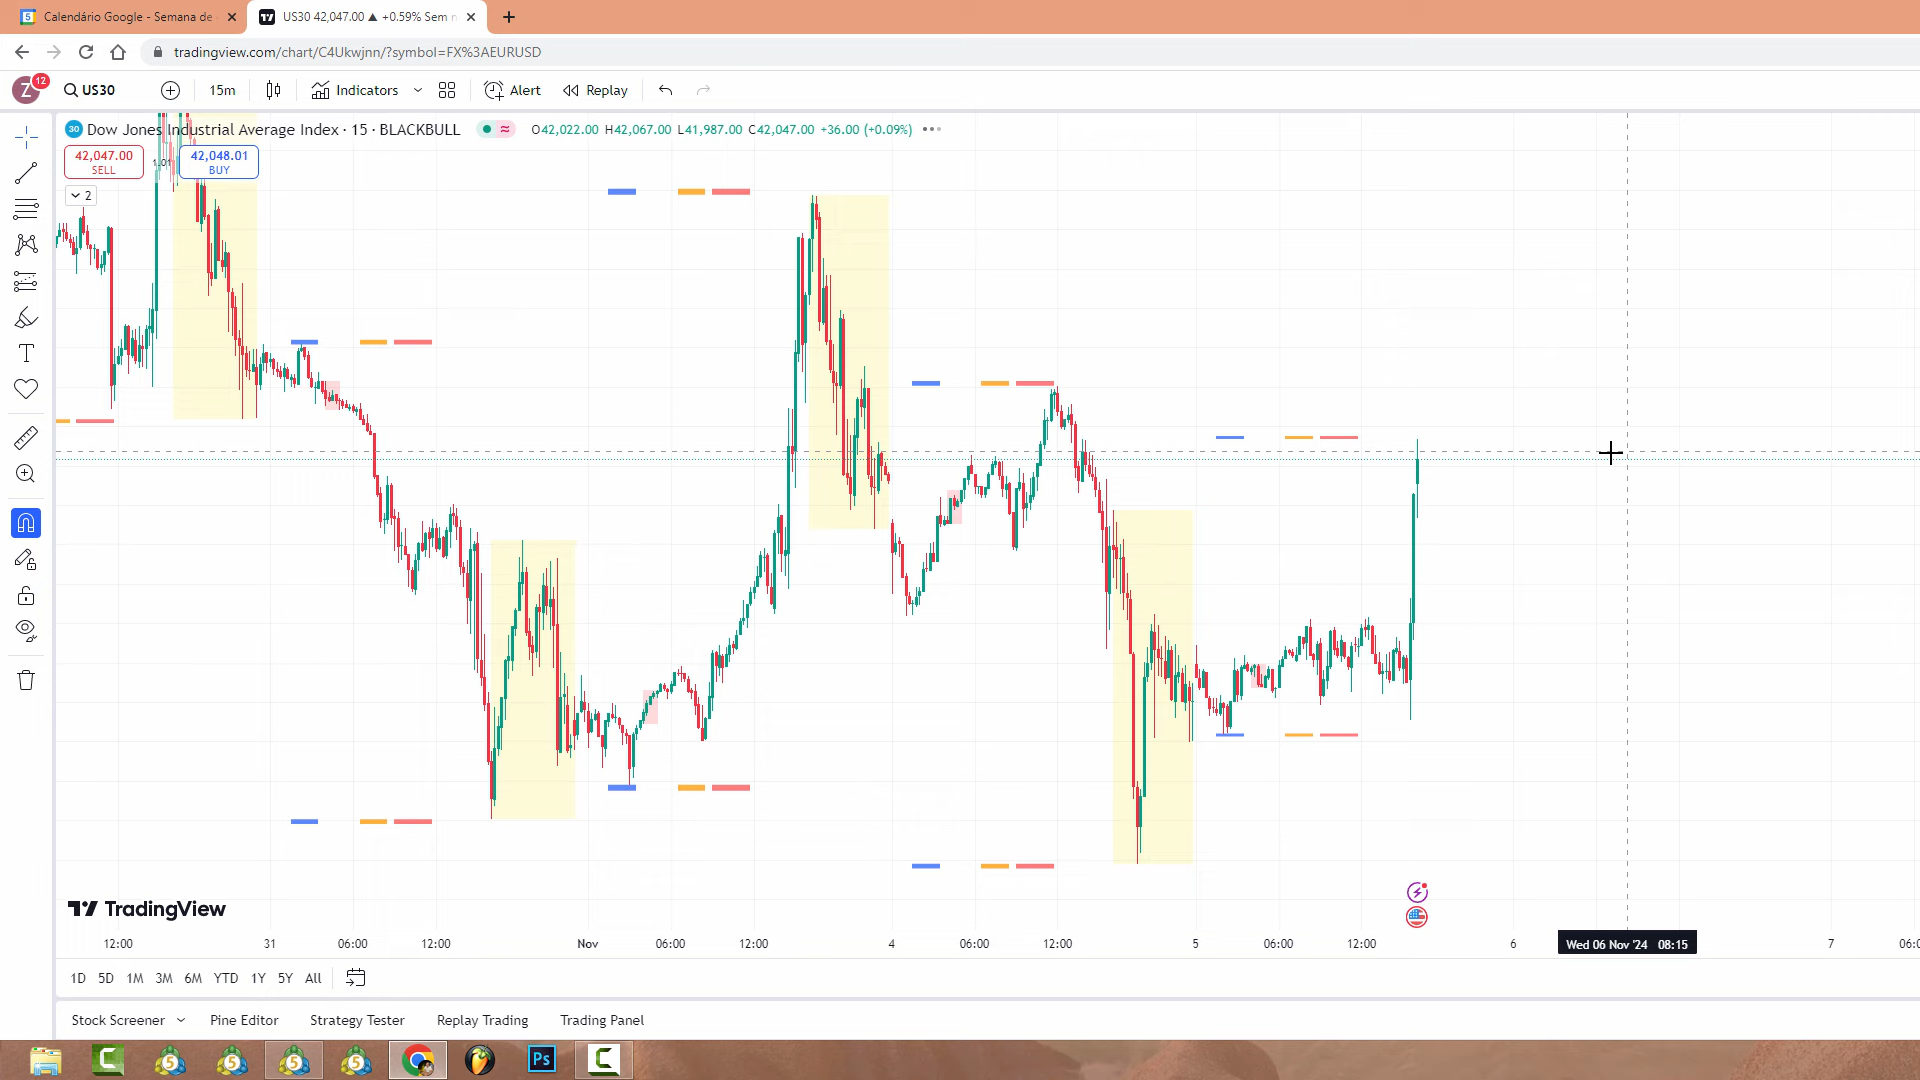 Calendário Google - Semana de
US30 42,047.00 ▲ +0.59% Sem n
tradingview.com/chart/C4Ukwjnn/?symbol=FX%3AEURUSD
Z 12
US30
15m
Indicators
Alert
Replay
30 Dow Jones Industrial Average Index · 15 · BLACKBULL
O42,022.00 H42,067.00 L41,987.00 C42,047.00 +36.00 (+0.09%)
42,047.00
SELL
42,048.01
BUY
2
TradingView
12:00 31 06:00 12:00 Nov 06:00 12:00 4 06:00 12:00 5 06:00 12:00 6 Wed 06 Nov '24 08:15 7 06:0
1D 5D 1M 3M 6M YTD 1Y 5Y All
Stock Screener Pine Editor Strategy Tester Replay Trading Trading Panel
Ps